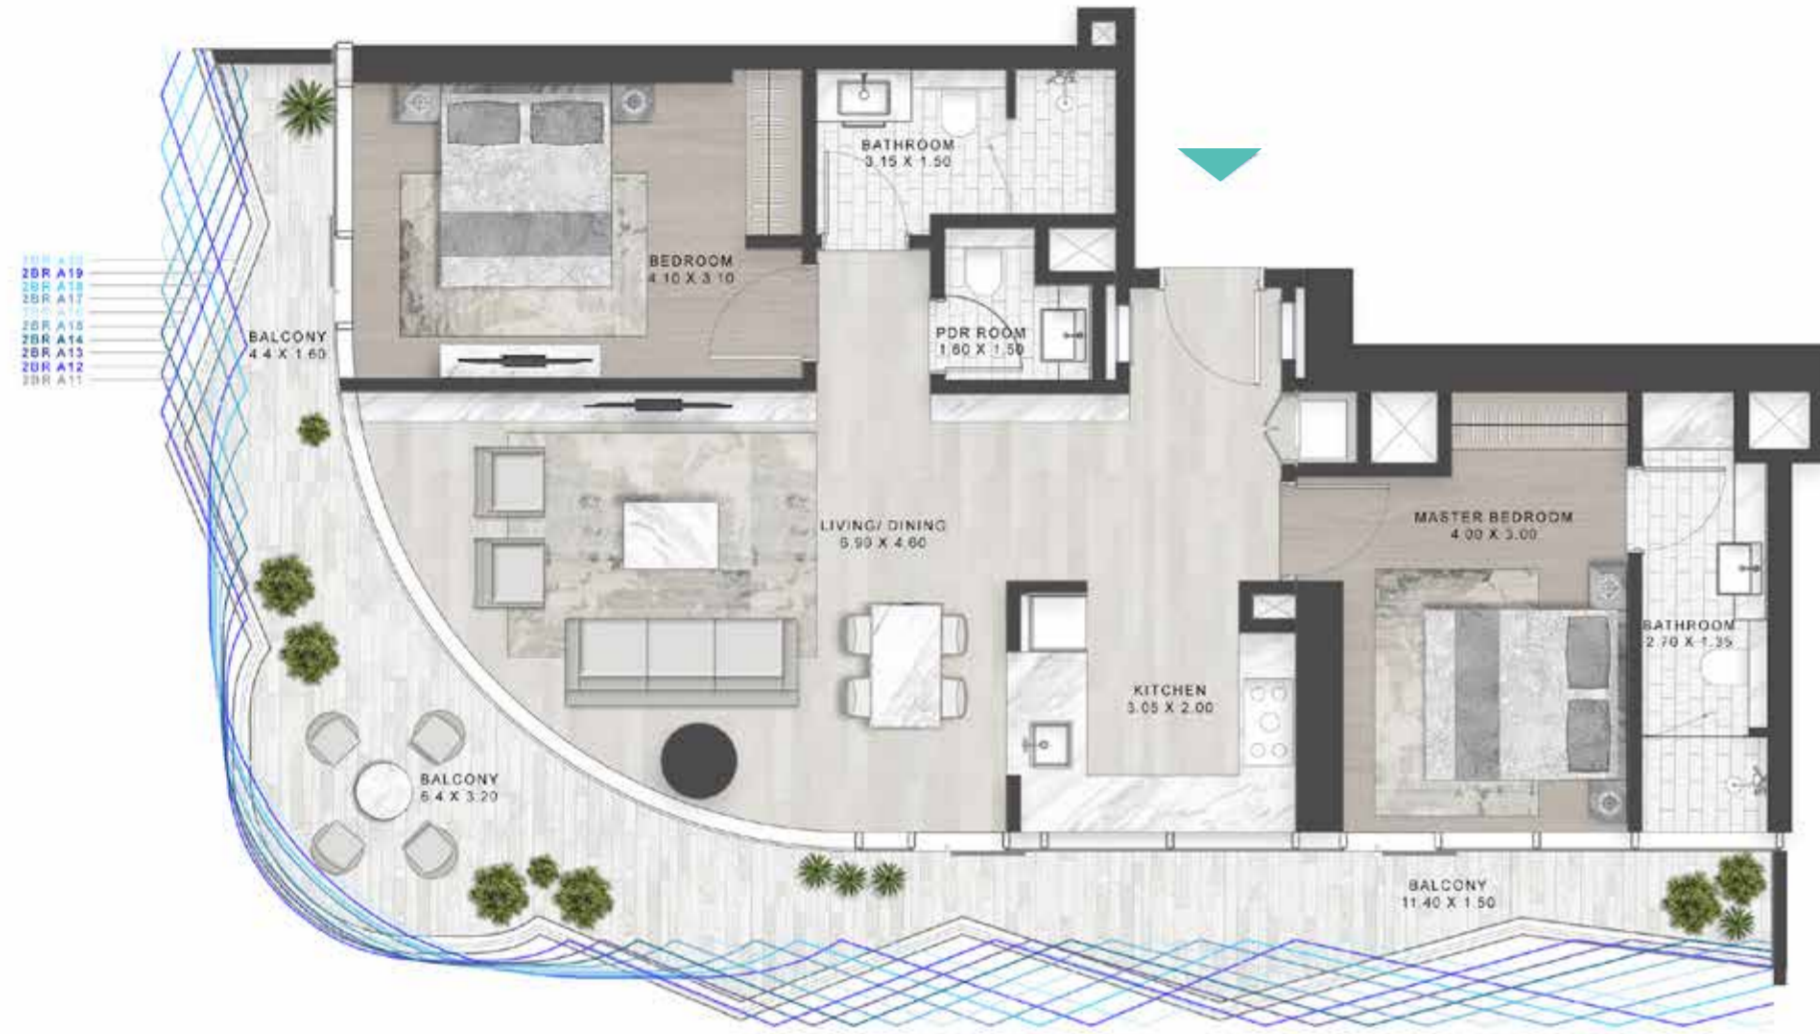 BATHROOM
3.15 X 1.50
BEDROOM
4.10 X 3.10
2BR A19
2BR A18
2BR A17
2BR A15
2BR A14
2BR A13
2BR A12
2BR A11
BALCONY
4.4 X 1.60
PDR ROOM
1.60 X 1.50
LIVING/ DINING
6.99 X 4.60
MASTER BEDROOM
4.00 X 3.00
BATHROOM
2.70 X 1.35
KITCHEN
3.05 X 2.00
BALCONY
6.4 X 3.20
BALCONY
11.40 X 1.50